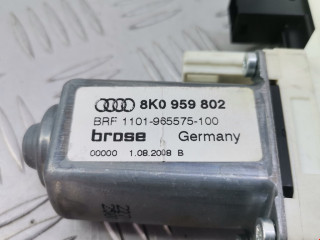 8K0 959 802
BRF 1101-965575-100
brose Germany
00000 1.08.2008 B